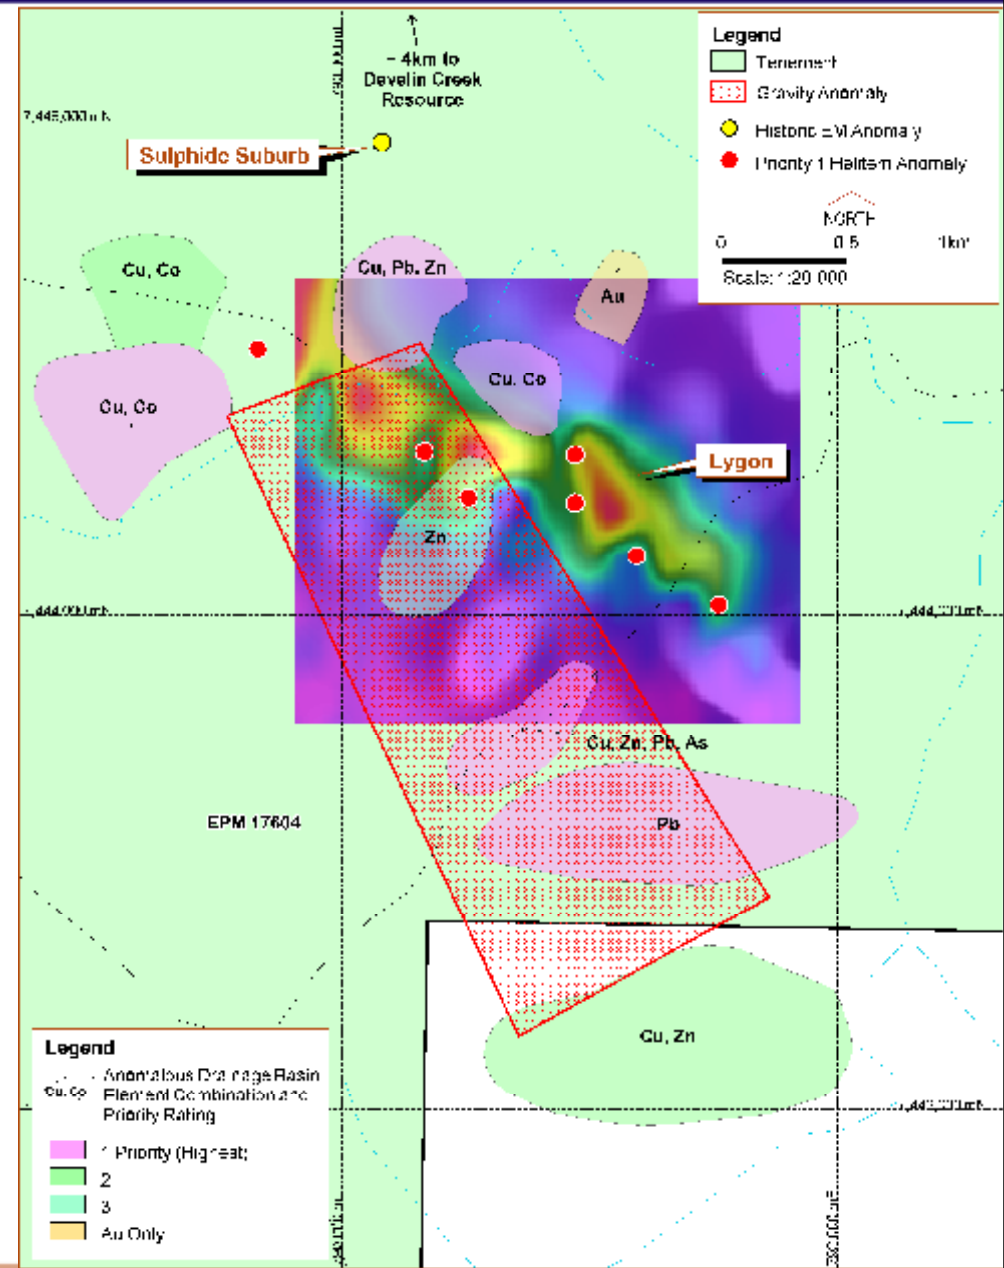 ~ 4km to
Develin Creek
Resource
Sulphide Suburb
Legend
Tenement
Gravity Anomaly
Historic EM Anomaly
Priority 1 Helitem Anomaly
NORTH
0 0.5 1km
Scale: 1:20 000
Cu, Co
Cu, Pb, Zn
Au
Cu, Co
Cu, Co
Lygon
Zn
Cu, Zn, Pb, As
Pb
EPM 17604
Cu, Zn
Legend
Cu, Co
Anomalous Drainage Basin
Element Combination and
Priority Rating
1 Priority (Highest)
2
3
Au Only